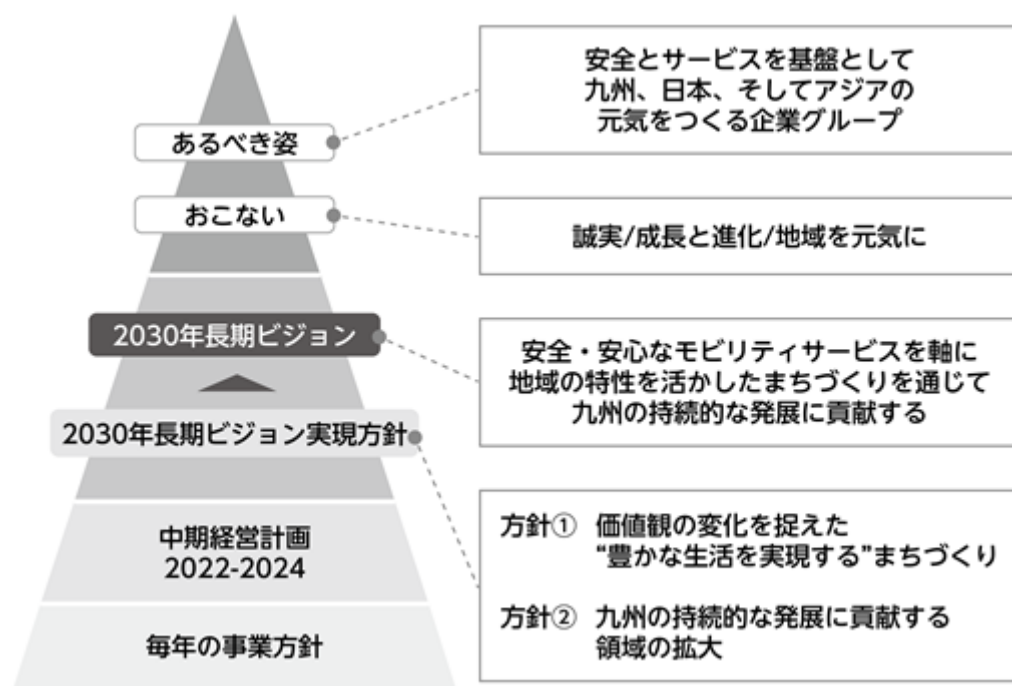 あるべき姿
安全とサービスを基盤として
九州、日本、そしてアジアの
元気をつくる企業グループ
おこない
誠実/成長と進化/地域を元気に
2030年長期ビジョン
安全・安心なモビリティサービスを軸に
地域の特性を活かしたまちづくりを通じて
九州の持続的な発展に貢献する
2030年長期ビジョン実現方針
方針① 価値観の変化を捉えた
“豊かな生活を実現する”まちづくり
方針② 九州の持続的な発展に貢献する
領域の拡大
中期経営計画
2022-2024
毎年の事業方針